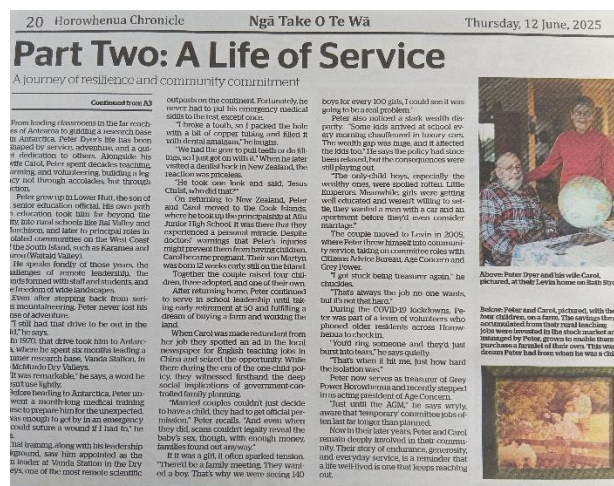 20 Horowhenua Chronicle
Ngā Take O Te Wā
Thursday, 12 June, 2025
Part Two: A Life of Service
A journey of resilience and community commitment
Continued from A3
From leading classrooms in the far reach-
es of Aotearoa to guiding a research base
in Antarctica, Peter Dyer's life has been
shaped by service, adventure, and a qui-
et dedication to others. Alongside his
wife Carol, Peter spent decades teaching,
farming, and volunteering, building a leg-
acy not through accolades, but through
action.
Peter grew up in Lower Hutt, the son of
senior education official. His own path
education took him far beyond the
city, into rural schools like Rai Valley and
Murchison, and later to principal roles in
isolated communities on the West Coast
the South Island, such as Karamea and
(Waitaki Valley).
He speaks fondly of those years, the
challenges of remote leadership, the
bonds formed with staff and students, and
freedom of wide landscapes.
Even after stepping back from seri-
mountaineering, Peter never lost his
sense of adventure.
"I still had that drive to be out in the
he says.
In 1970, that drive took him to Antarc-
where he spent six months leading a
summer research base, Vanda Station, in
McMurdo Dry Valleys.
"It was remarkable," he says, a word he
doesn't use lightly.
Before heading to Antarctica, Peter un-
went a month-long medical training
to prepare him for the unexpected.
was enough to get by in an emergency
could suture a wound if I had to," he
That training, along with his leadership
background, saw him appointed as the
leader at Vanda Station in the Dry
Valleys, one of the most remote scientific
outposts on the continent. Fortunately, he
never had to put his emergency medical
skills to the test, except once.
"I broke a tooth, so I packed the hole
with a bit of copper tubing and filled it
with dental amalgam," he laughs.
"We had the gear to pull teeth or do fill-
ings, so I just got on with it." When he later
visited a dentist back in New Zealand, the
reaction was priceless.
"He took one look and said, 'Jesus
Christ, who did that?'"
On returning to New Zealand, Peter
and Carol moved to the Cook Islands,
where he took up the principalship at
Junior High School. It was there that they
experienced a personal miracle. Despite
doctors' warnings that Peter's injuries
might prevent them from having children,
Carol became pregnant. Their son Martyn
was born 12 weeks early, still on the island.
Together the couple raised four chil-
dren, three adopted, and one of their own.
After returning home, Peter continued
to serve in school leadership until tak-
ing early retirement at 50 and fulfilling a
dream of buying a farm and working the
land.
When Carol was made redundant from
her job they spotted an ad in the local
newspaper for English teaching jobs in
China and seized the opportunity. While
there during the era of the one-child pol-
icy, they witnessed firsthand the deep
social implications of government-con-
trolled family planning.
"Married couples couldn't just decide
to have a child, they had to get official per-
mission," Peter recalls. "And even when
they did, scans couldn't legally reveal the
baby's sex, though, with enough money,
families found out anyway."
If it was a girl, it often sparked tension.
"There'd be a family meeting. They want-
ed a boy. That's why we were seeing 140
boys for every 100 girls, I could see it was
going to be a real problem."
Peter also noticed a stark wealth dis-
parity. "Some kids arrived at school ev-
ery morning chauffeured in luxury cars.
The wealth gap was huge, and it affected
the kids too." He says the policy had since
been relaxed, but the consequences were
still playing out.
"The only-child boys, especially the
wealthy ones, were spoiled rotten. Little
Emperors. Meanwhile, girls were getting
well educated and weren't willing to set-
tle, they wanted a man with a car and an
apartment before they'd even consider
marriage."
The couple moved to Levin in 2005,
where Peter threw himself into communi-
ty service, taking on committee roles with
Citizens Advice Bureau, Age Concern and
Grey Power.
"I got stuck being treasurer again," he
chuckles.
"That's always the job no one wants,
but it's not that hard."
During the COVID-19 lockdowns, Pe-
ter was part of a team of volunteers who
phoned older residents across Horow-
henua to check in.
"You'd ring someone and they'd just
burst into tears," he says quietly.
"That's when it hit me, just how hard
the isolation was."
Peter now serves as treasurer of Grey
Power Horowhenua and recently stepped
in as acting president of Age Concern.
"Just until the AGM," he says wryly,
aware that 'temporary' committee jobs of-
ten last far longer than planned.
Now in their later years, Peter and Carol
remain deeply involved in their commu-
nity. Their story of endurance, generosity,
and everyday service, is a reminder that
a life well-lived is one that keeps reaching
out.
Above: Peter Dyer and his wife Carol,
pictured, at their Levin home on Bath Stre
Below: Peter and Carol, pictured, with the
four children, on a farm. The savings they
accumulated from their rural teaching
jobs were invested in the stock market an
managed by Peter, grown to enable them
purchase a farmlet of their own. This was
dream Peter had from when he was a chi